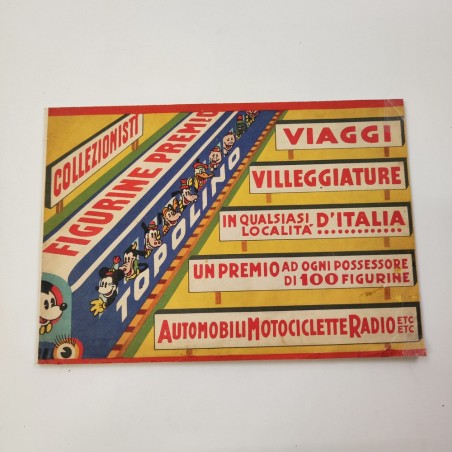 COLLEZIONISTI
FIGURINE PREMIO
TOPOLINO
VIAGGI
VILLEGGIATURE
IN QUALSIASI
LOCALITÀ D'ITALIA............
UN PREMIO AD OGNI POSSESSORE
DI 100 FIGURINE
AUTOMOBILI MOTOCICLETTE RADIO ETC
ETC